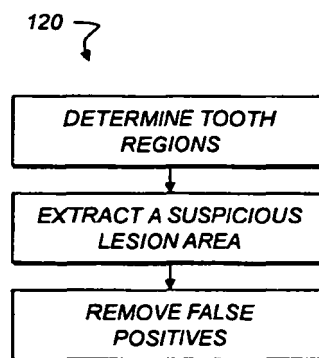 120
DETERMINE TOOTH
REGIONS
EXTRACT A SUSPICIOUS
LESION AREA
REMOVE FALSE
POSITIVES